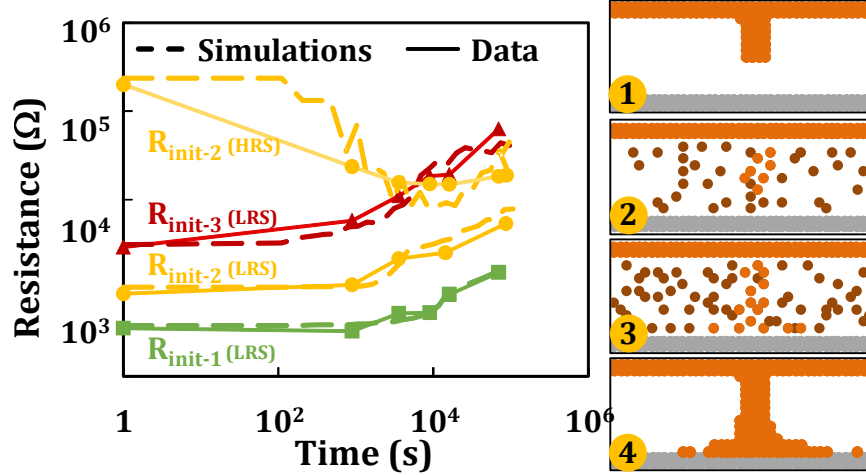 10⁶
10⁵
10⁴
10³
Resistance (Ω)
Simulations
Data
R_init-2 (HRS)
R_init-3 (LRS)
R_init-2 (LRS)
R_init-1 (LRS)
1
10²
10⁴
10⁶
Time (s)
1
2
3
4